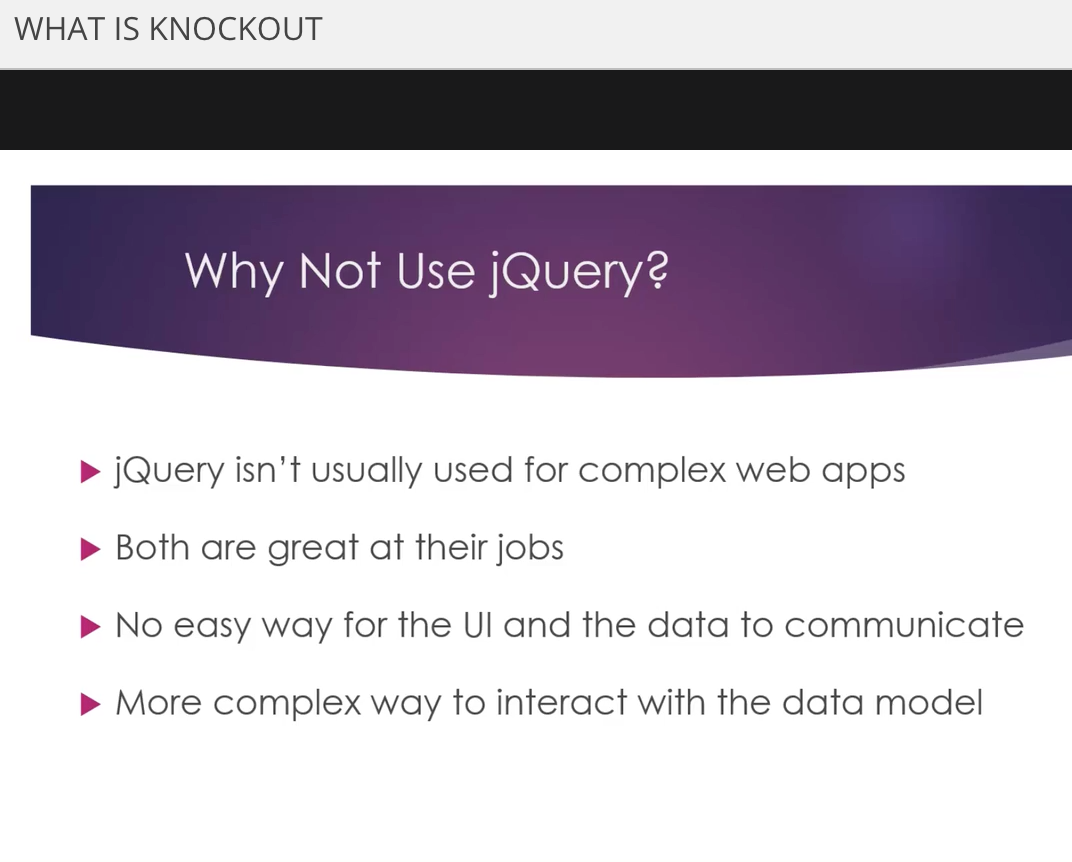 WHAT IS KNOCKOUT
Why Not Use jQuery?
jQuery isn’t usually used for complex web apps
Both are great at their jobs
No easy way for the UI and the data to communicate
More complex way to interact with the data model